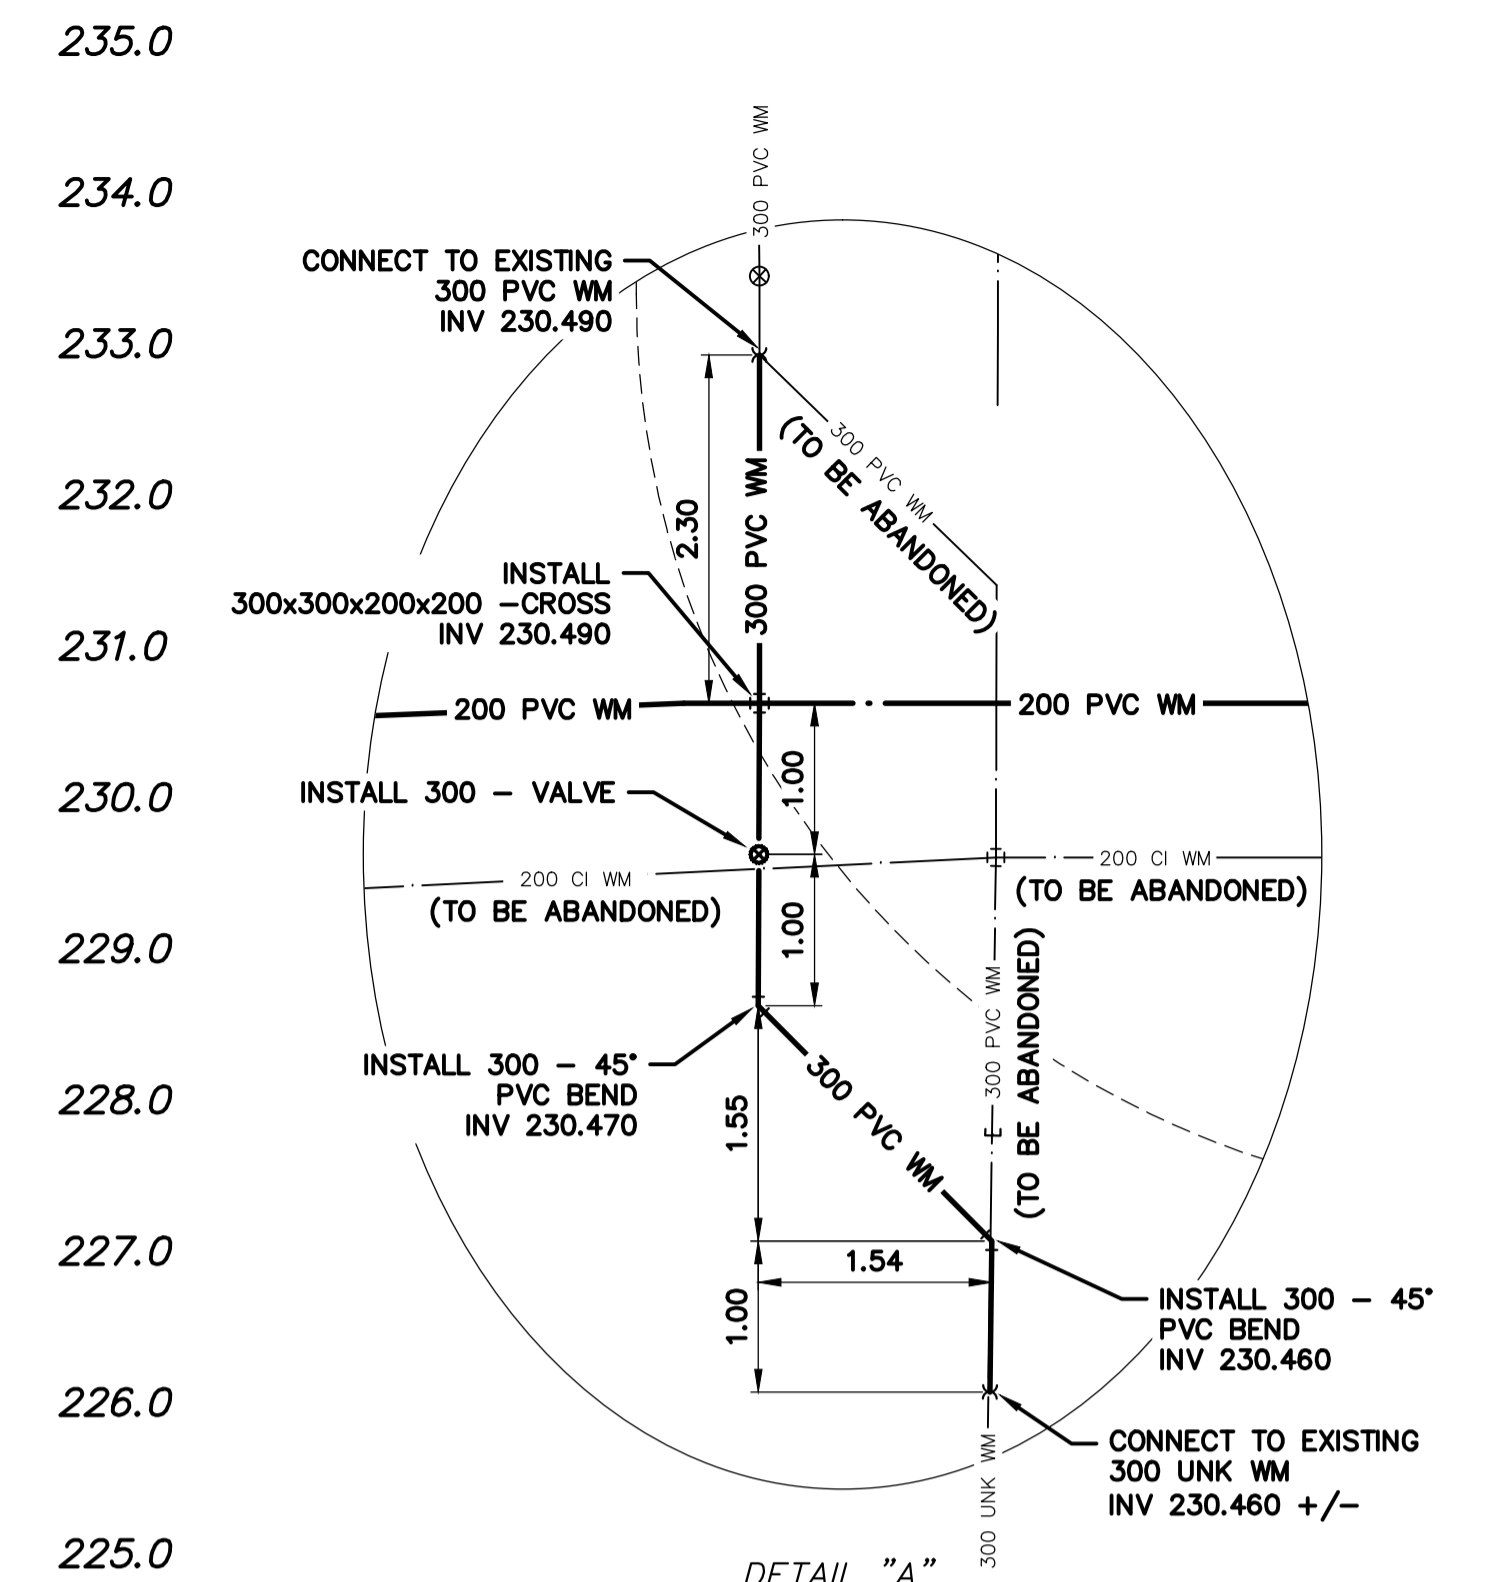 235.0
300 PVC WM
234.0
CONNECT TO EXISTING
300 PVC WM
INV 230.490
233.0
300 PVC WM
(TO BE ABANDONED)
232.0
2.30
300 PVC WM
INSTALL
300x300x200x200 -CROSS
INV 230.490
231.0
200 PVC WM
200 PVC WM
1.00
230.0
INSTALL 300 - VALVE
200 CI WM
(TO BE ABANDONED)
200 CI WM
(TO BE ABANDONED)
1.00
229.0
300 PVC WM
(TO BE ABANDONED)
INSTALL 300 - 45°
PVC BEND
INV 230.470
228.0
1.55
300 PVC WM
227.0
1.54
1.00
INSTALL 300 - 45°
PVC BEND
INV 230.460
226.0
CONNECT TO EXISTING
300 UNK WM
INV 230.460 +/-
300 UNK WM
225.0
DETAIL "A"